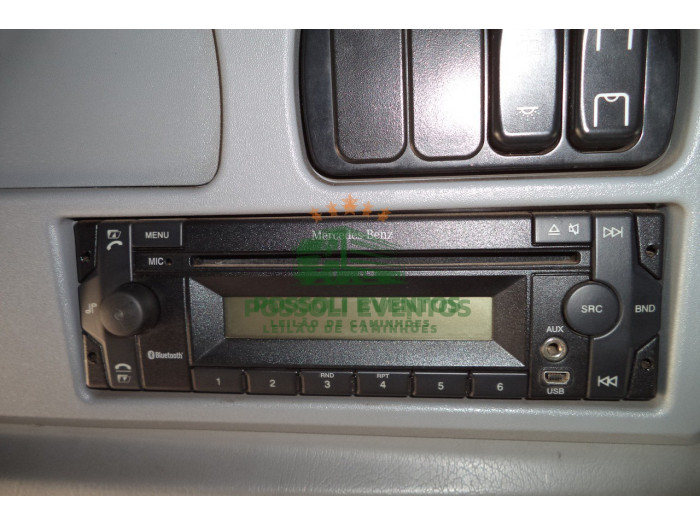 Mercedes-Benz
MENU
MIC
POSSOLI EVENTOS
LEILÃO DE CAMINHÕES
SRC
BND
AUX
Bluetooth
1
2
RND
3
RPT
4
5
6
USB